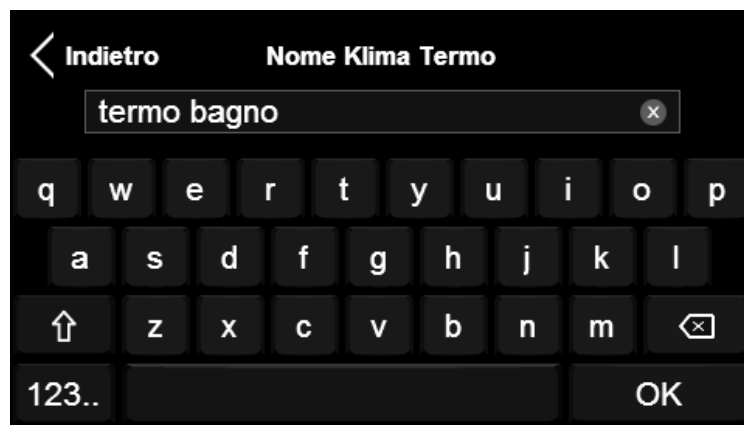 Indietro Nome Klima Termo
termo bagno x
q w e r t y u i o p
a s d f g h j k l
z x c v b n m
123.. OK